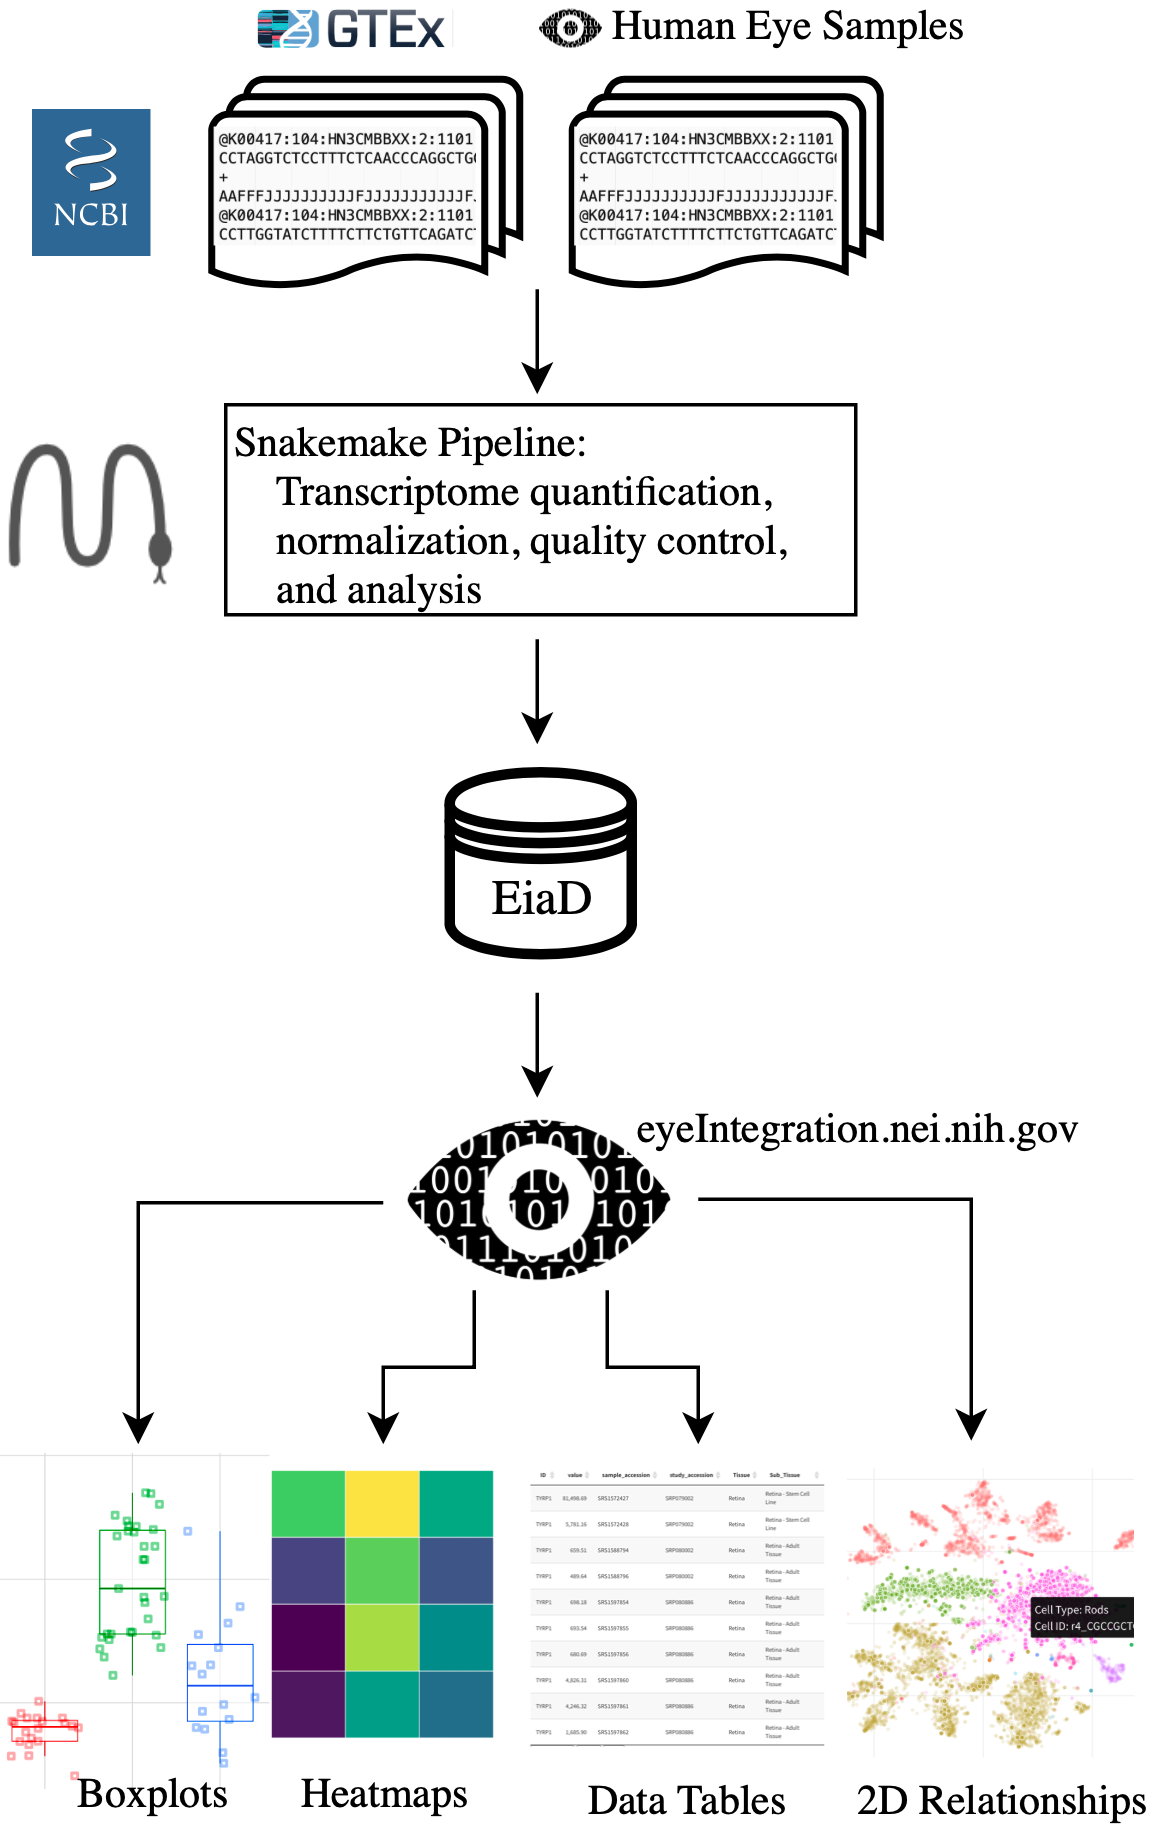 GTEx
Human Eye Samples
NCBI
@K00417:104:HN3CMBBXX:2:1101
CCTAGGTCTCCTTTCTCAACCCAGGCTG
+
AAFFFJJJJJJJJJJFJJJJJJJJJJJF
@K00417:104:HN3CMBBXX:2:1101
CCTTGGTATCTTTTCTTCTGTTCAGATC
@K00417:104:HN3CMBBXX:2:1101
CCTAGGTCTCCTTTCTCAACCCAGGCTG
+
AAFFFJJJJJJJJJJFJJJJJJJJJJJF
@K00417:104:HN3CMBBXX:2:1101
CCTTGGTATCTTTTCTTCTGTTCAGATC
Snakemake Pipeline:
Transcriptome quantification,
normalization, quality control,
and analysis
EiaD
eyeIntegration.nei.nih.gov
ID value sample_accession study_accession Tissue Sub_Tissue
TYRP1 81,498.69 SRS1572427 SRP079002 Retina Retina - Stem Cell Line
TYRP1 5,781.16 SRS1572428 SRP079002 Retina Retina - Stem Cell Line
TYRP1 659.51 SRS1588794 SRP080002 Retina Retina - Adult Tissue
TYRP1 489.64 SRS1588796 SRP080002 Retina Retina - Adult Tissue
TYRP1 698.18 SRS1597854 SRP080886 Retina Retina - Adult Tissue
TYRP1 693.54 SRS1597855 SRP080886 Retina Retina - Adult Tissue
TYRP1 680.69 SRS1597856 SRP080886 Retina Retina - Adult Tissue
TYRP1 4,826.31 SRS1597860 SRP080886 Retina Retina - Adult Tissue
TYRP1 4,246.32 SRS1597861 SRP080886 Retina Retina - Adult Tissue
TYRP1 1,685.90 SRS1597862 SRP080886 Retina Retina - Adult Tissue
Cell Type: Rods
Cell ID: r4_CGCCGCT
Boxplots
Heatmaps
Data Tables
2D Relationships